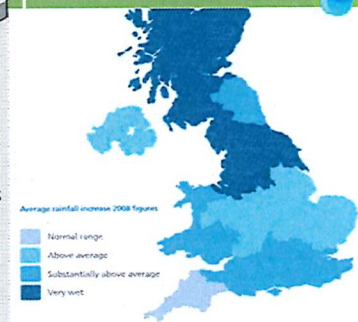 Average rainfall increase 2008 figures
Normal range
Above average
Substantially above average
Very wet